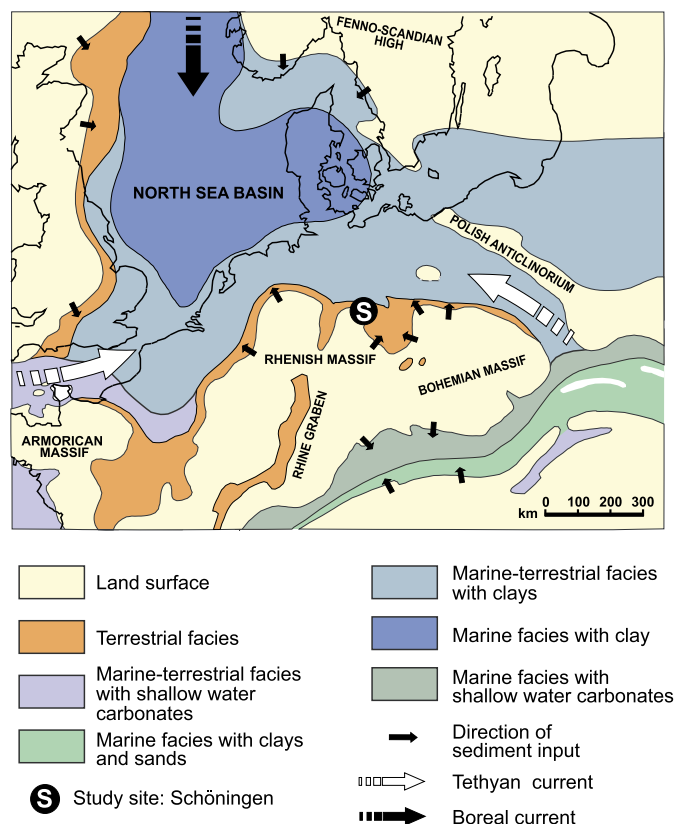 FENNO-SCANDIAN
HIGH
NORTH SEA BASIN
POLISH ANTICLINORIUM
S
RHENISH MASSIF
BOHEMIAN MASSIF
RHINE GRABEN
ARMORICAN
MASSIF
km 0 100 200 300
Land surface
Terrestrial facies
Marine-terrestrial facies
with shallow water
carbonates
Marine facies with clays
and sands
S Study site: Schöningen
Marine-terrestrial facies
with clays
Marine facies with clay
Marine facies with
shallow water carbonates
Direction of
sediment input
Tethyan current
Boreal current